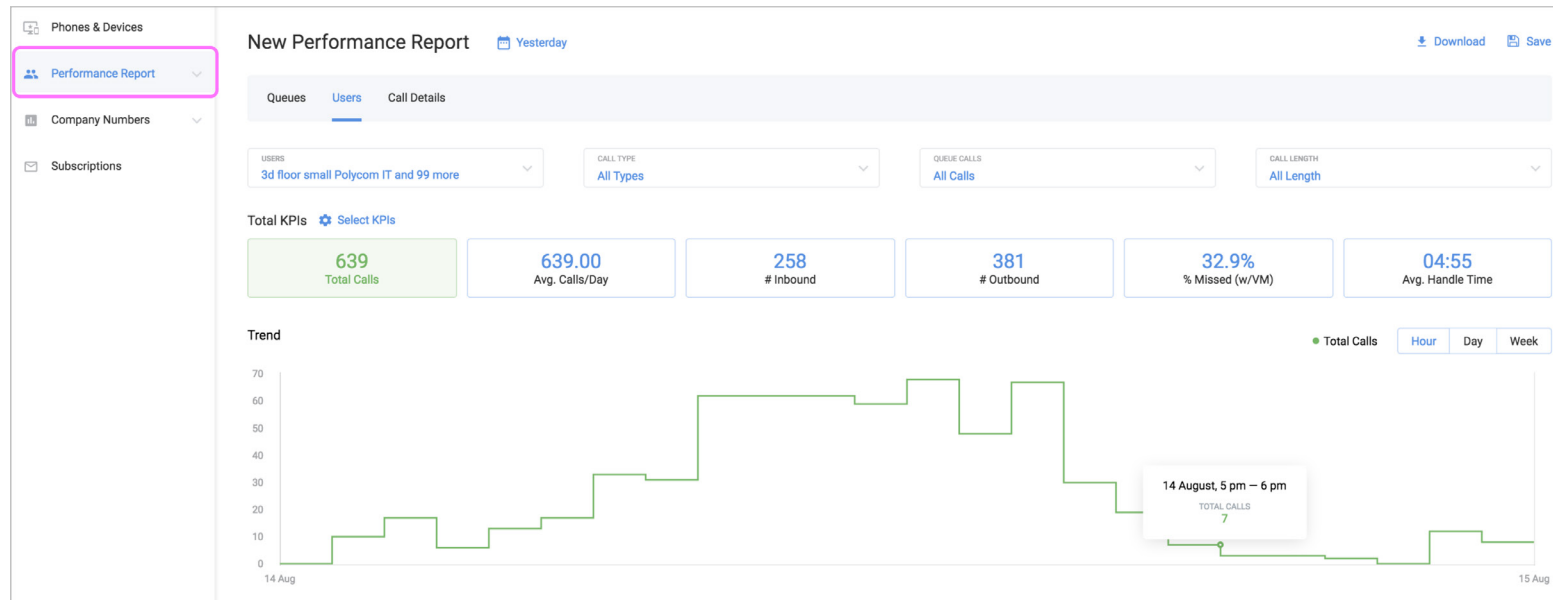 Phones & Devices
Performance Report
Company Numbers
Subscriptions
New Performance Report
Yesterday
Download
Save
Queues Users Call Details
USERS
3d floor small Polycom IT and 99 more
CALL TYPE
All Types
QUEUE CALLS
All Calls
CALL LENGTH
All Length
Total KPIs
Select KPIs
639
Total Calls
639.00
Avg. Calls/Day
258
# Inbound
381
# Outbound
32.9%
% Missed (w/VM)
04:55
Avg. Handle Time
Trend
Total Calls
Hour Day Week
70
60
50
40
30
20
10
0
14 August, 5 pm — 6 pm
TOTAL CALLS
7
14 Aug
15 Aug